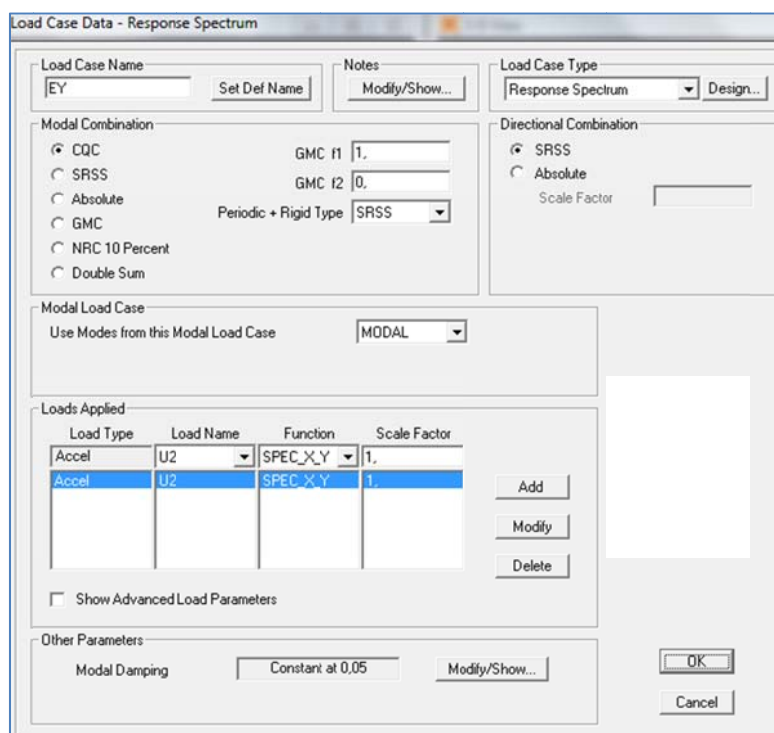 Load Case Data - Response Spectrum
Load Case Name
EY
Set Def Name
Notes
Modify/Show...
Load Case Type
Response Spectrum
Design...
Modal Combination
CQC
SRSS
Absolute
GMC
NRC 10 Percent
Double Sum
GMC f1 1,
GMC f2 0,
Periodic + Rigid Type SRSS
Directional Combination
SRSS
Absolute
Scale Factor
Modal Load Case
Use Modes from this Modal Load Case MODAL
Loads Applied
Load Type Load Name Function Scale Factor
Accel U2 SPEC_X_Y 1,
Accel U2 SPEC_X_Y 1,
Add
Modify
Delete
Show Advanced Load Parameters
Other Parameters
Modal Damping Constant at 0,05 Modify/Show...
OK
Cancel